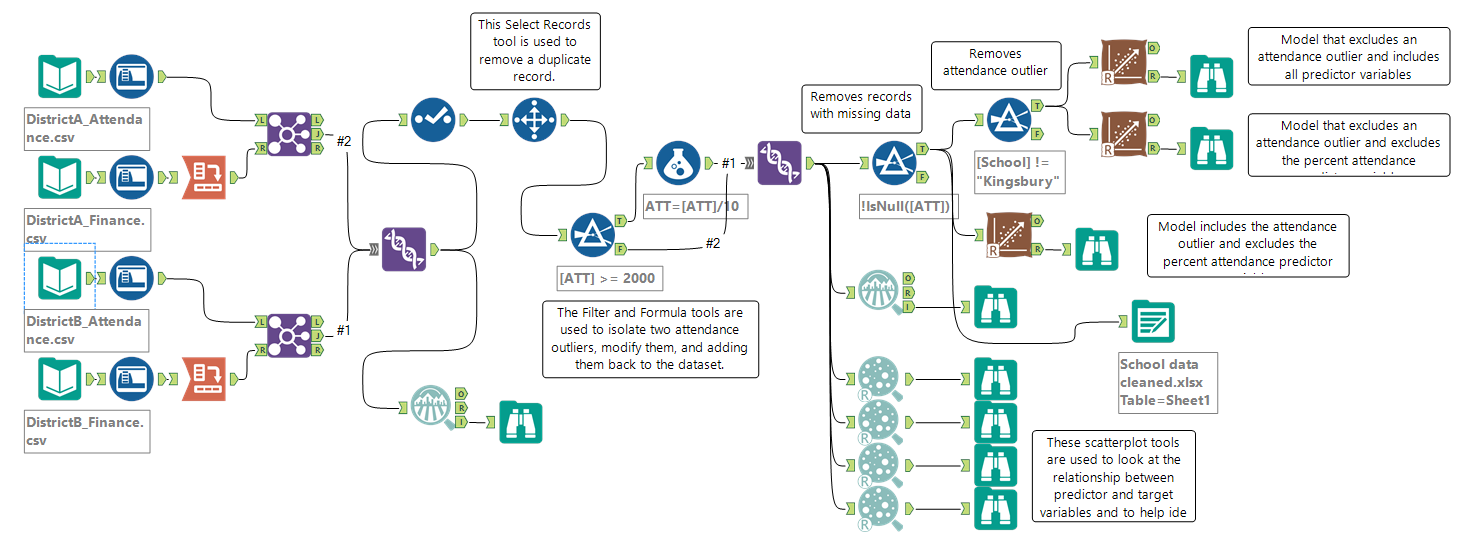 This Select Records
tool is used to
remove a duplicate
record.
Removes
attendance outlier
Model that excludes an
attendance outlier and includes
all predictor variables
DistrictA_Attenda
nce.csv
L
J
R
L
R
#2
DistrictA_Finance.
csv
DistrictB_Attenda
nce.csv
L
J
R
L
R
#1
DistrictB_Finance.
csv
T
F
[ATT] >= 2000
ATT=[ATT]/10
#1
#2
The Filter and Formula tools are
used to isolate two attendance
outliers, modify them, and adding
them back to the dataset.
O
R
I
Removes records
with missing data
T
F
!IsNull([ATT])
T
F
[School] !=
"Kingsbury"
R
O
R
R
O
R
Model that excludes an
attendance outlier and excludes
the percent attendance
R
O
R
Model includes the attendance
outlier and excludes the
percent attendance predictor
O
R
I
School data
cleaned.xlsx
Table=Sheet1
R
R
R
R
These scatterplot tools
are used to look at the
relationship between
predictor and target
variables and to help ide